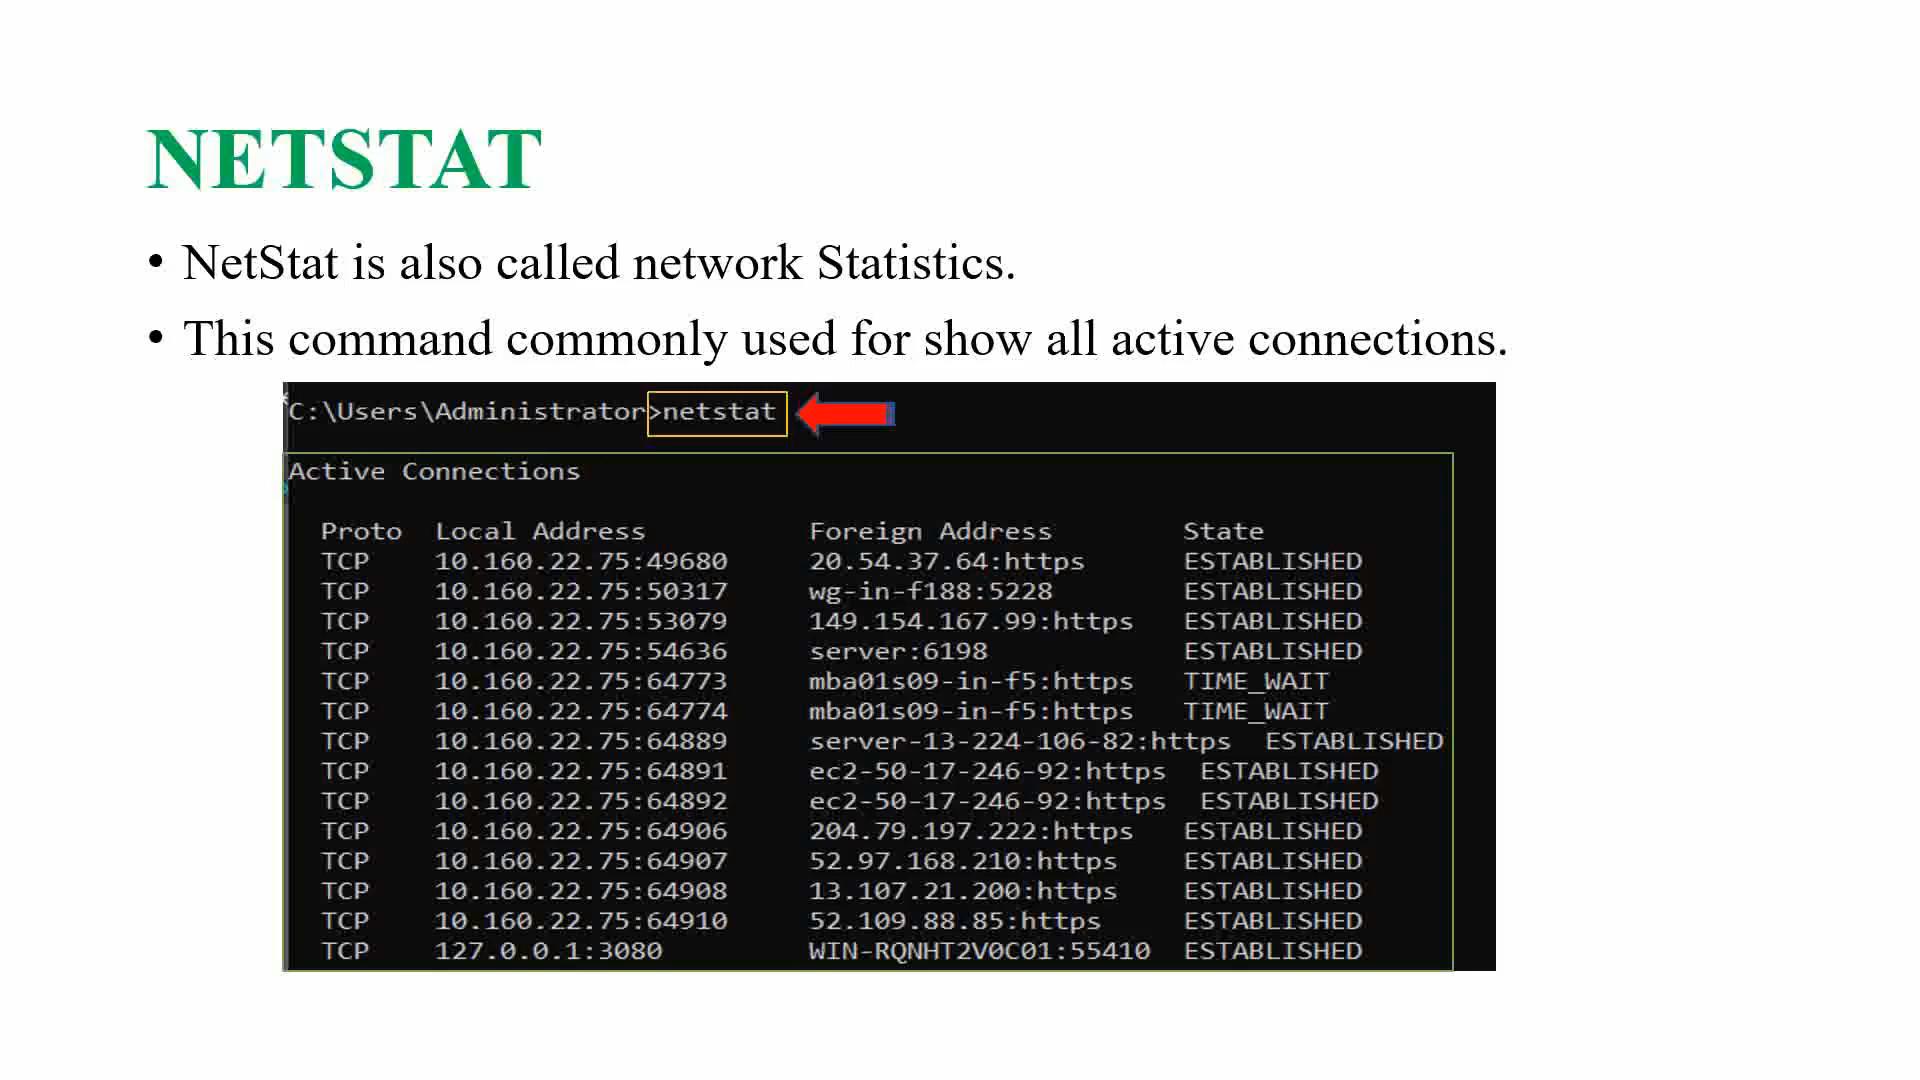 NETSTAT
• NetStat is also called network Statistics.
• This command commonly used for show all active connections.
C:\Users\Administrator>netstat
Active Connections
Proto  Local Address  Foreign Address  State
TCP  10.160.22.75:49680  20.54.37.64:https  ESTABLISHED
TCP  10.160.22.75:50317  wg-in-f188:5228  ESTABLISHED
TCP  10.160.22.75:53079  149.154.167.99:https  ESTABLISHED
TCP  10.160.22.75:54636  server:6198  ESTABLISHED
TCP  10.160.22.75:64773  mba01s09-in-f5:https  TIME_WAIT
TCP  10.160.22.75:64774  mba01s09-in-f5:https  TIME_WAIT
TCP  10.160.22.75:64889  server-13-224-106-82:https  ESTABLISHED
TCP  10.160.22.75:64891  ec2-50-17-246-92:https  ESTABLISHED
TCP  10.160.22.75:64892  ec2-50-17-246-92:https  ESTABLISHED
TCP  10.160.22.75:64906  204.79.197.222:https  ESTABLISHED
TCP  10.160.22.75:64907  52.97.168.210:https  ESTABLISHED
TCP  10.160.22.75:64908  13.107.21.200:https  ESTABLISHED
TCP  10.160.22.75:64910  52.109.88.85:https  ESTABLISHED
TCP  127.0.0.1:3080  WIN-RQNHT2V0C01:55410  ESTABLISHED